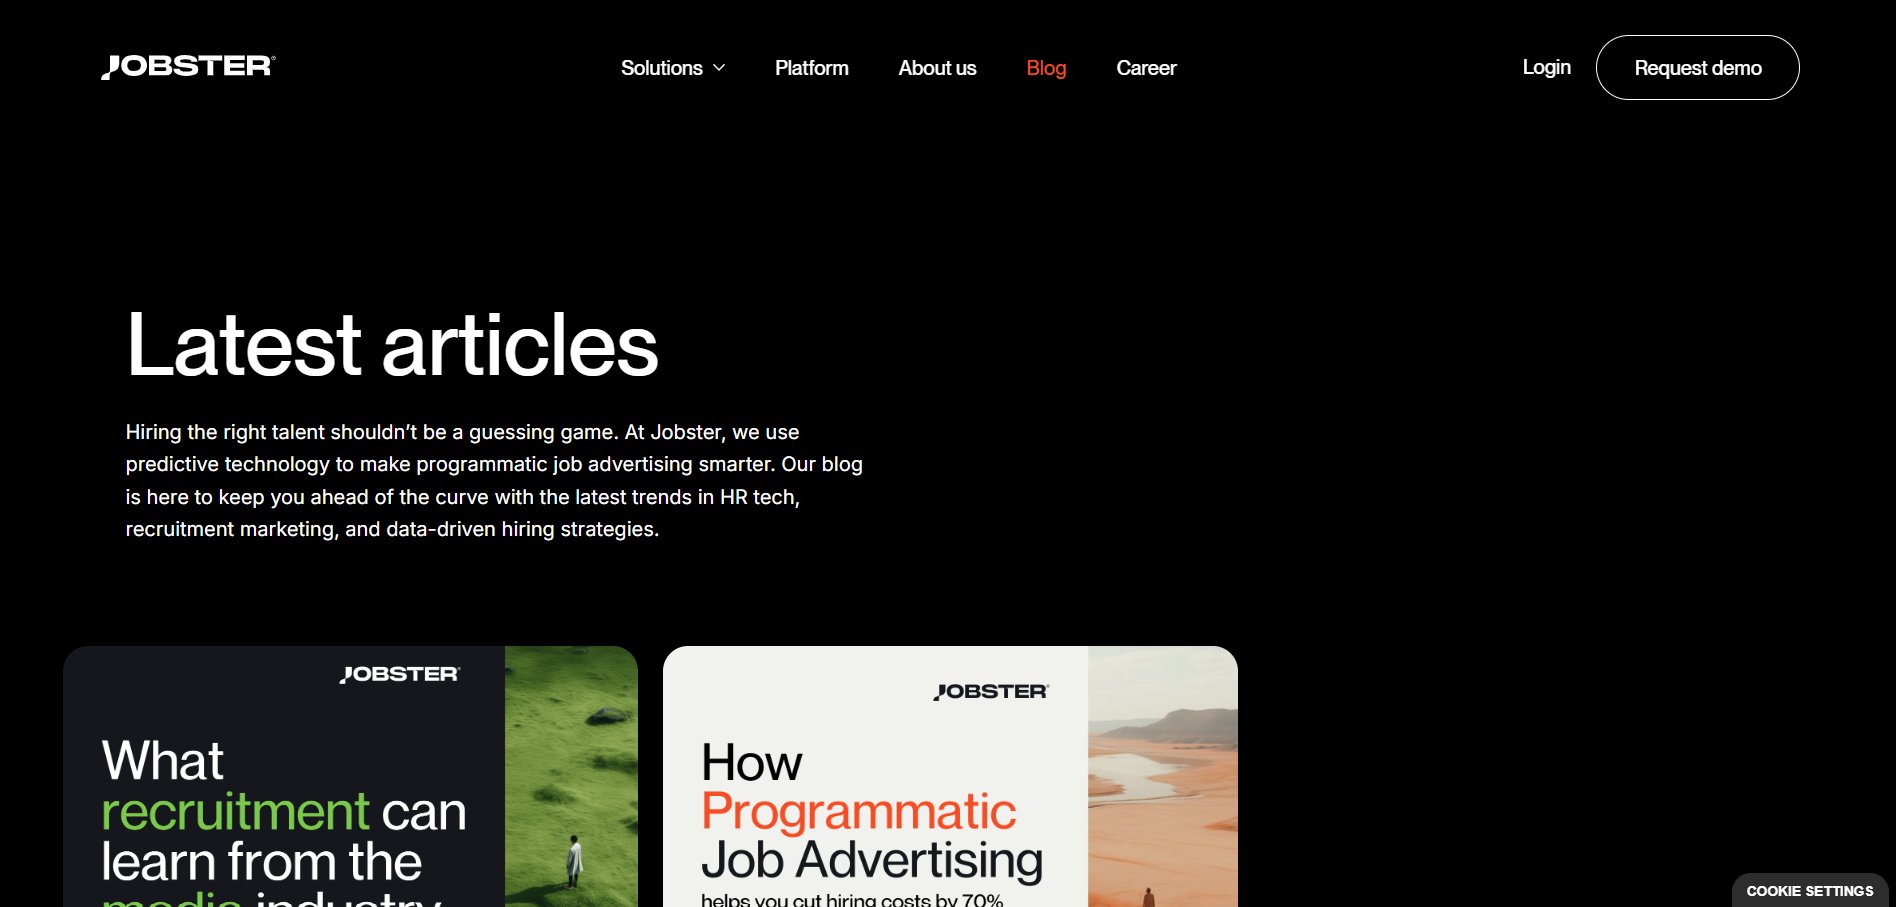 JOBSTER®
Solutions
Platform
About us
Blog
Career
Login
Request demo
Latest articles
Hiring the right talent shouldn’t be a guessing game. At Jobster, we use
predictive technology to make programmatic job advertising smarter. Our blog
is here to keep you ahead of the curve with the latest trends in HR tech,
recruitment marketing, and data-driven hiring strategies.
JOBSTER®
What
recruitment can
learn from the
media industry
JOBSTER®
How
Programmatic
Job Advertising
helps you cut hiring costs by 70%
COOKIE SETTINGS